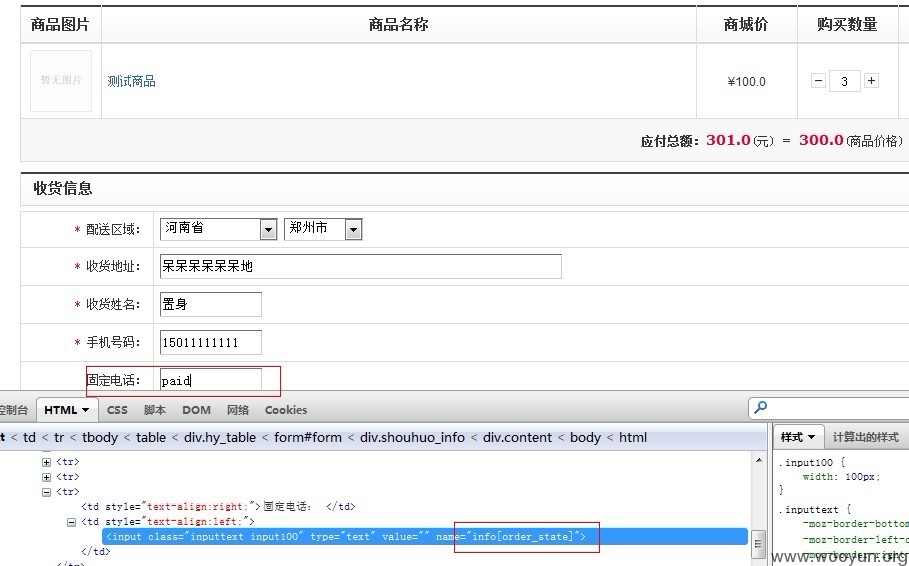 商品图片 商品名称 商城价 购买数量
暂无图片 测试商品 ¥100.0 − 3 +
应付总额：301.0(元) = 300.0(商品价格)
收货信息
* 配送区域： 河南省 郑州市
* 收货地址： 呆呆呆呆呆呆地
* 收货姓名： 置身
* 手机号码： 15011111111
固定电话： paid
控制台 HTML CSS 脚本 DOM 网络 Cookies
t < td < tr < tbody < table < div.hy_table < form#form < div.shouhuo_info < div.content < body < html
样式 计算出的样式
<tr>
<tr>
<tr>
<td style="text-align:right;"> 固定电话： </td>
<td style="text-align:left;">
<input class="inputtext input100" type="text" value="" name="info[order_state]">
</td>
</tr>
.input100 {
width: 100px;
}
.inputtext {
-moz-border-bottom
-moz-border-left-c
-moz-border-right-
www.wooyun.org